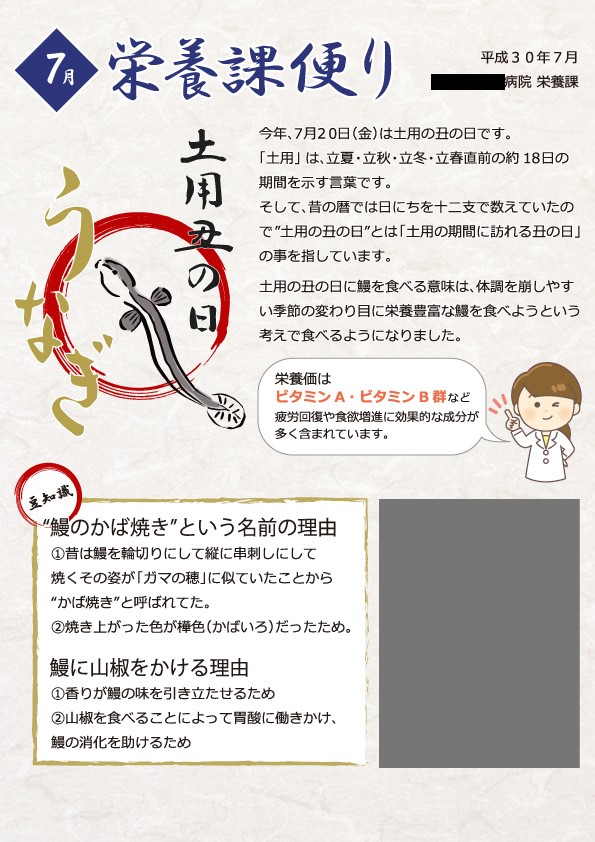 7月
栄養課便り
平成30年7月
病院 栄養課
土用丑の日
うなぎ
今年、7月20日(金)は土用の丑の日です。
「土用」は、立夏・立秋・立冬・立春直前の約18日の
期間を示す言葉です。
そして、昔の暦では日にちを十二支で数えていたの
で"土用の丑の日"とは「土用の期間に訪れる丑の日」
の事を指しています。
土用の丑の日に鰻を食べる意味は、体調を崩しやす
い季節の変わり目に栄養豊富な鰻を食べようという
考えで食べるようになりました。
栄養価は
ビタミンA・ビタミンB群など
疲労回復や食欲増進に効果的な成分が
多く含まれています。
豆知識
"鰻のかば焼き"という名前の理由
①昔は鰻を輪切りにして縦に串刺しにして
焼くその姿が「ガマの穂」に似ていたことから
"かば焼き"と呼ばれてた。
②焼き上がった色が樺色(かばいろ)だったため。
鰻に山椒をかける理由
①香りが鰻の味を引き立たせるため
②山椒を食べることによって胃酸に働きかけ、
鰻の消化を助けるため